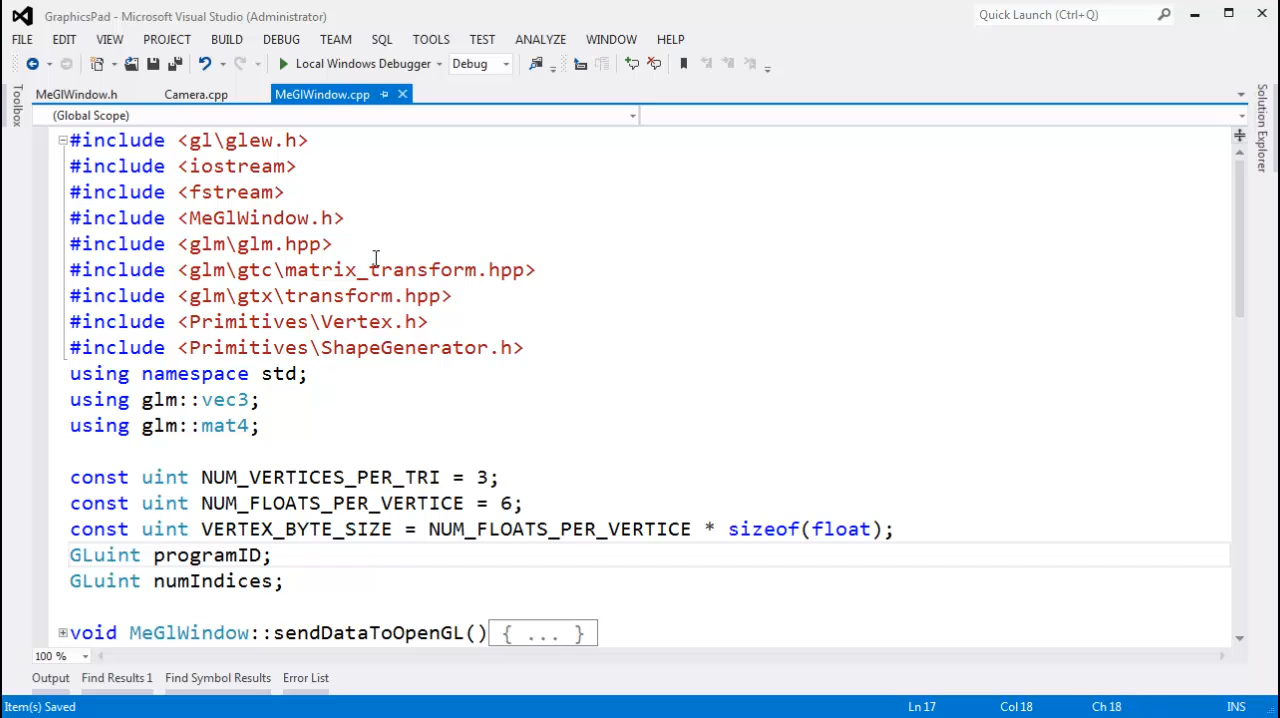 GraphicsPad - Microsoft Visual Studio (Administrator)
Quick Launch (Ctrl+Q)
FILE EDIT VIEW PROJECT BUILD DEBUG TEAM SQL TOOLS TEST ANALYZE WINDOW HELP
Local Windows Debugger Debug
Toolbox
MeGlWindow.h Camera.cpp MeGlWindow.cpp
Solution Explorer
(Global Scope)
#include <gl\glew.h>
#include <iostream>
#include <fstream>
#include <MeGlWindow.h>
#include <glm\glm.hpp>
#include <glm\gtc\matrix_transform.hpp>
#include <glm\gtx\transform.hpp>
#include <Primitives\Vertex.h>
#include <Primitives\ShapeGenerator.h>
using namespace std;
using glm::vec3;
using glm::mat4;
const uint NUM_VERTICES_PER_TRI = 3;
const uint NUM_FLOATS_PER_VERTICE = 6;
const uint VERTEX_BYTE_SIZE = NUM_FLOATS_PER_VERTICE * sizeof(float);
GLuint programID;
GLuint numIndices;
void MeGlWindow::sendDataToOpenGL(){ ... }
100 %
Output Find Results 1 Find Symbol Results Error List
Item(s) Saved Ln 17 Col 18 Ch 18 INS